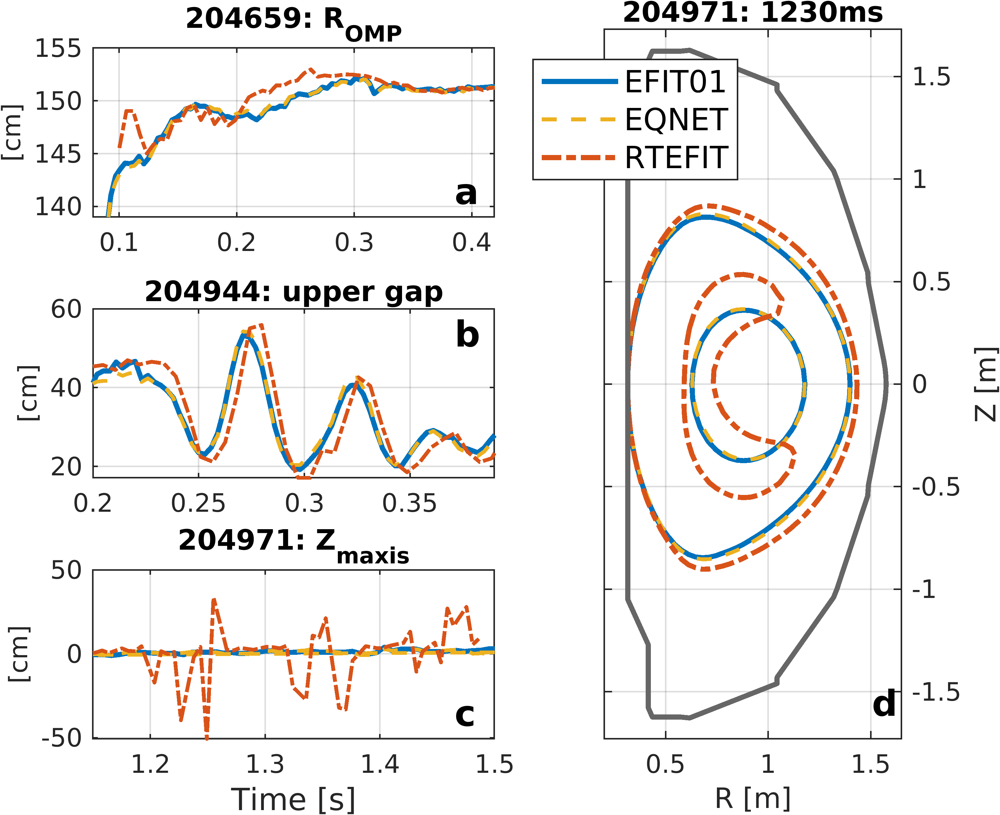 204659: R_OMP
155
150
145
140
[cm]
a
0.1 0.2 0.3 0.4
204944: upper gap
60
40
20
[cm]
b
0.2 0.25 0.3 0.35
204971: Z_maxis
50
0
-50
[cm]
c
1.2 1.3 1.4 1.5
Time [s]
204971: 1230ms
EFIT01
EQNET
RTEFIT
1.5
1
0.5
0
-0.5
-1
-1.5
Z [m]
d
0.5 1 1.5
R [m]